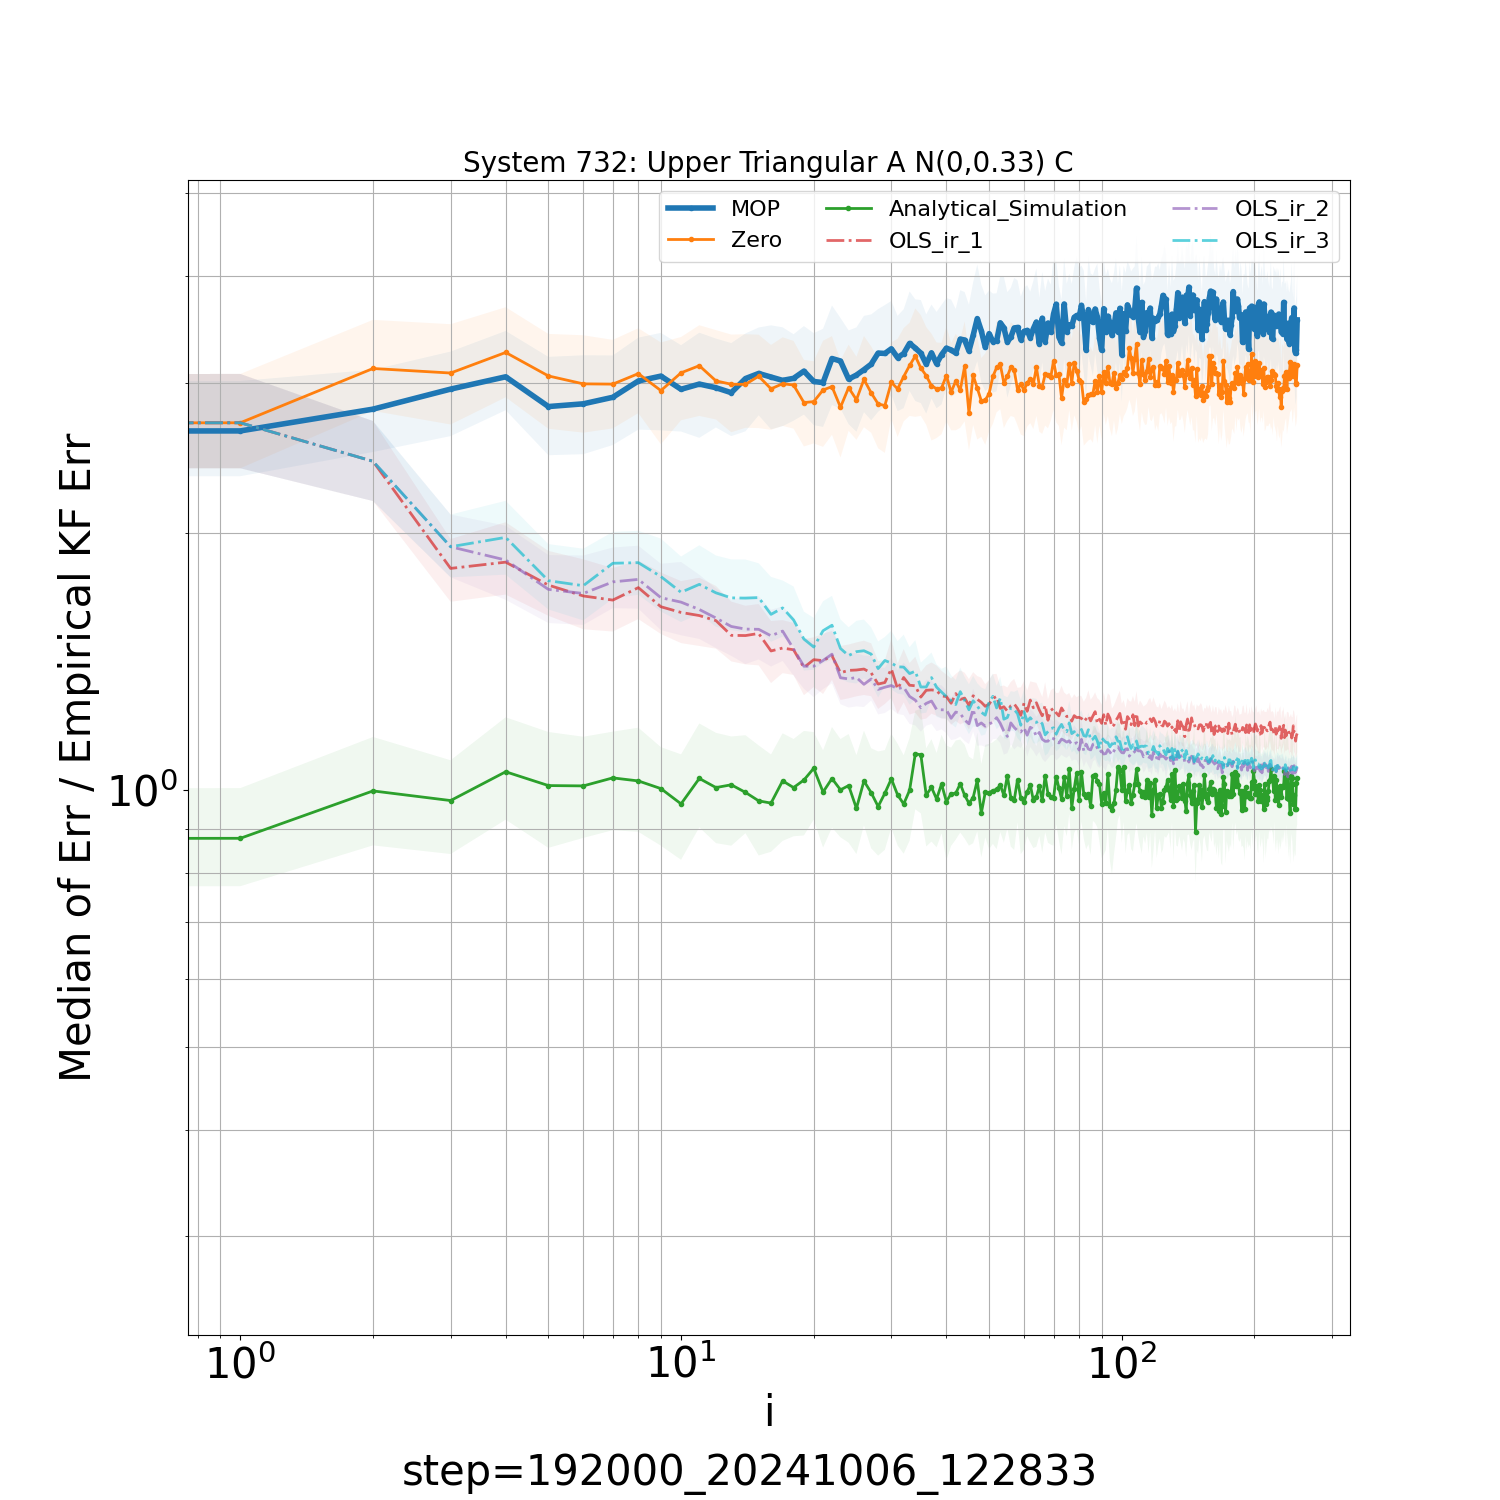 System 732: Upper Triangular A N(0,0.33) C
MOP
Zero
Analytical_Simulation
OLS_ir_1
OLS_ir_2
OLS_ir_3
Median of Err / Empirical KF Err
10⁰
10⁰
10¹
10²
i
step=192000_20241006_122833